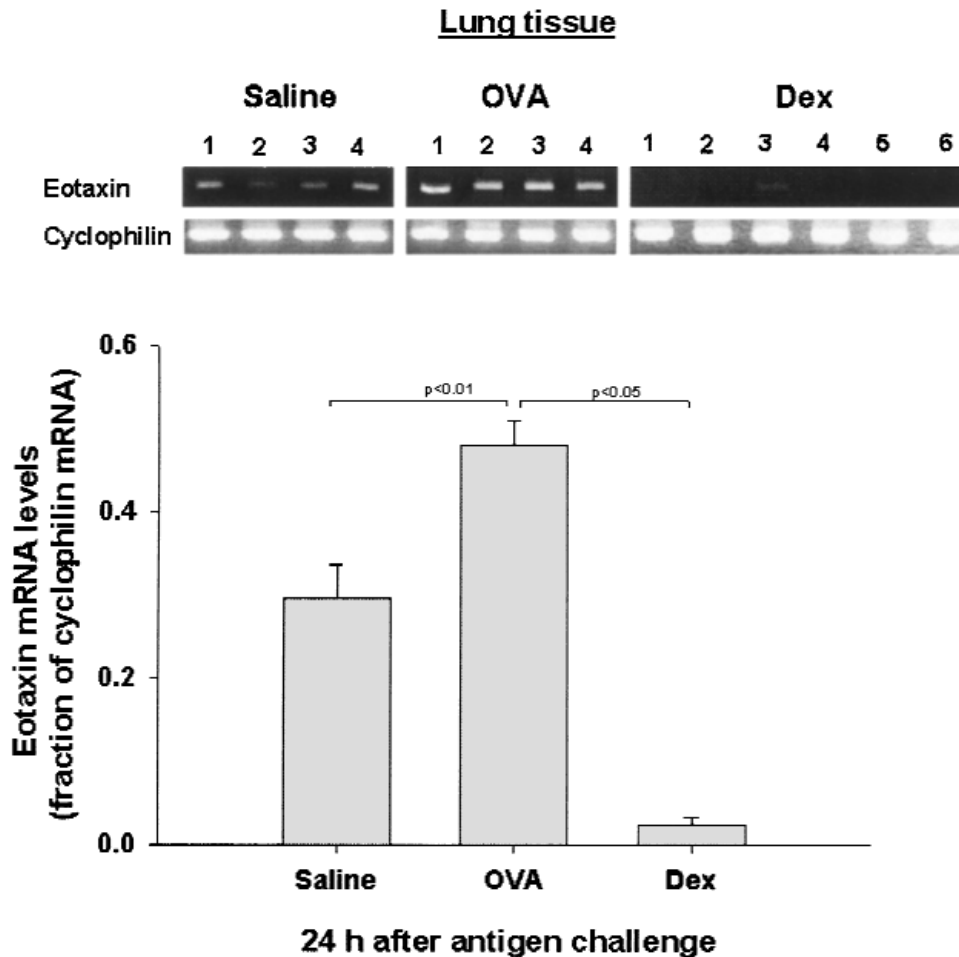 Lung tissue
Saline OVA Dex
1 2 3 4 1 2 3 4 1 2 3 4 5 6
Eotaxin
Cyclophilin
Eotaxin mRNA levels
(fraction of cyclophilin mRNA)
0.6
p<0.01 p<0.05
0.4
0.2
0.0
Saline OVA Dex
24 h after antigen challenge